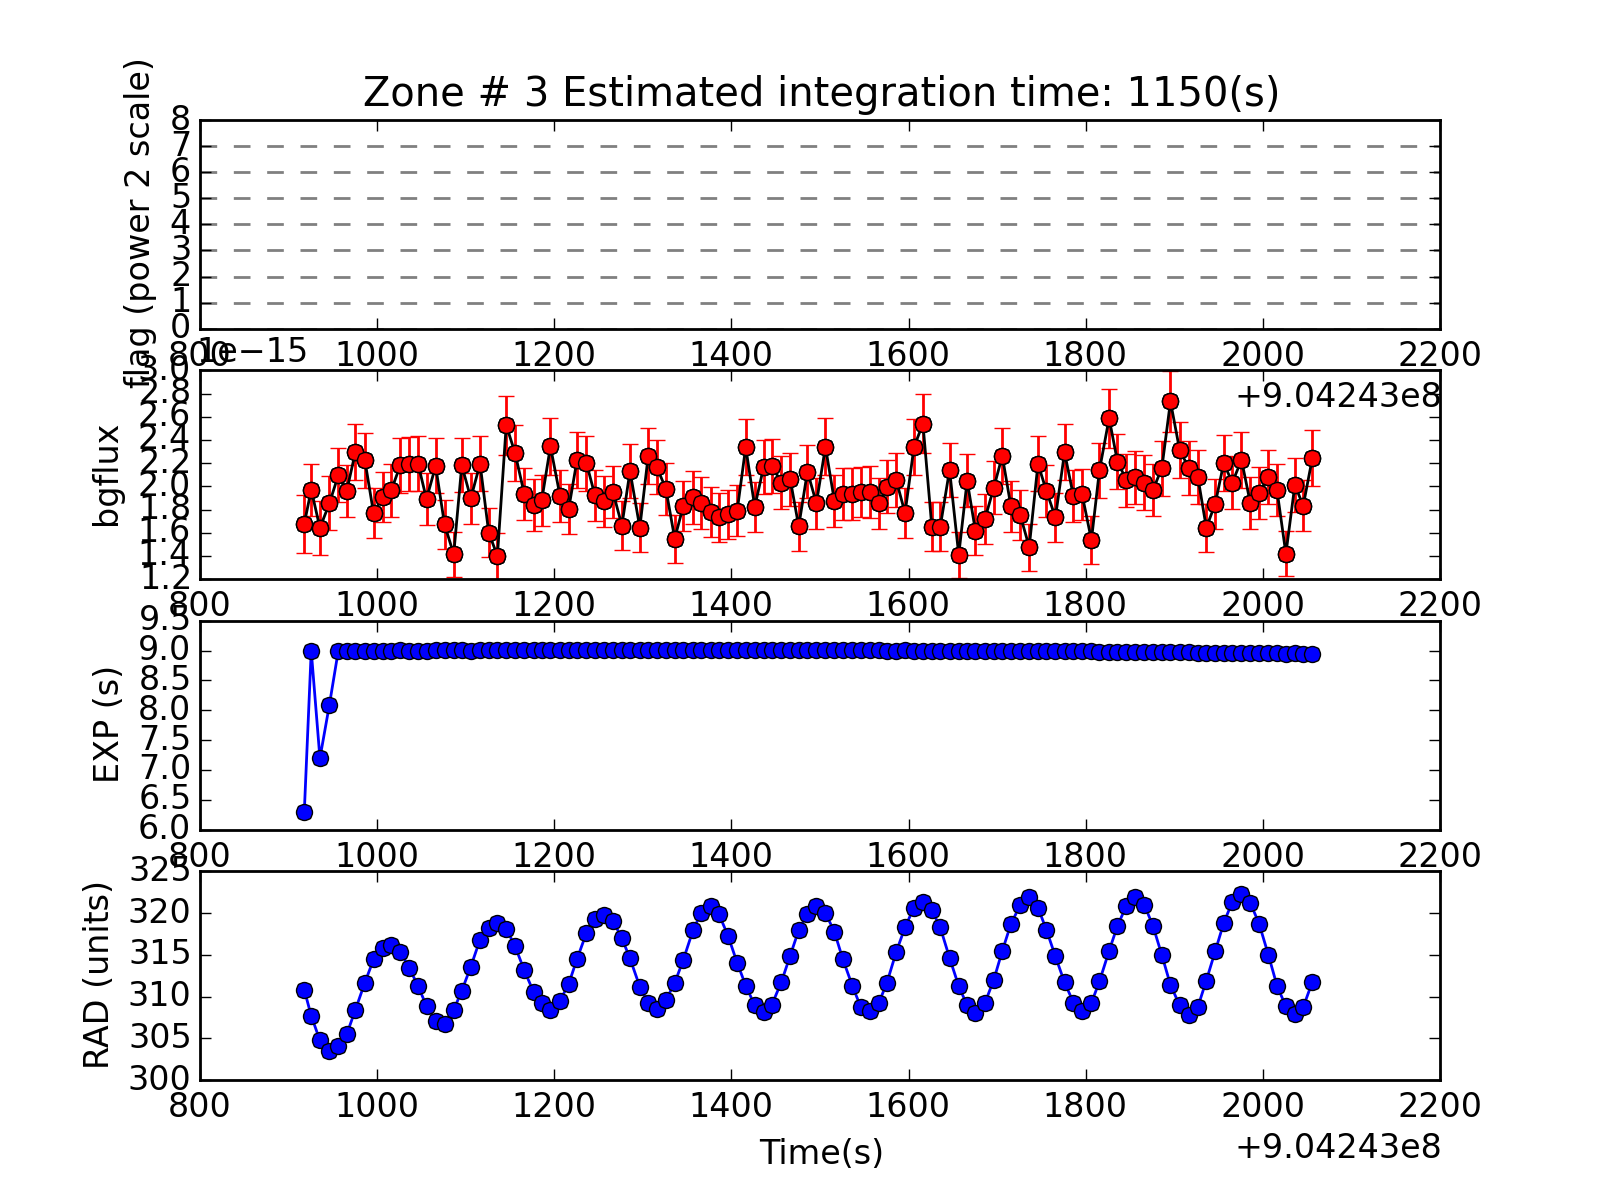 Zone # 3 Estimated integration time: 1150(s)
flag (power 2 scale)
8
7
6
5
4
3
2
1
0
800 1000 1200 1400 1600 1800 2000 2200
1e−15
+9.04243e8
bgflux
3.0
2.8
2.6
2.4
2.2
2.0
1.8
1.6
1.4
1.2
800 1000 1200 1400 1600 1800 2000 2200
EXP (s)
9.5
9.0
8.5
8.0
7.5
7.0
6.5
6.0
800 1000 1200 1400 1600 1800 2000 2200
RAD (units)
325
320
315
310
305
300
800 1000 1200 1400 1600 1800 2000 2200
Time(s)
+9.04243e8